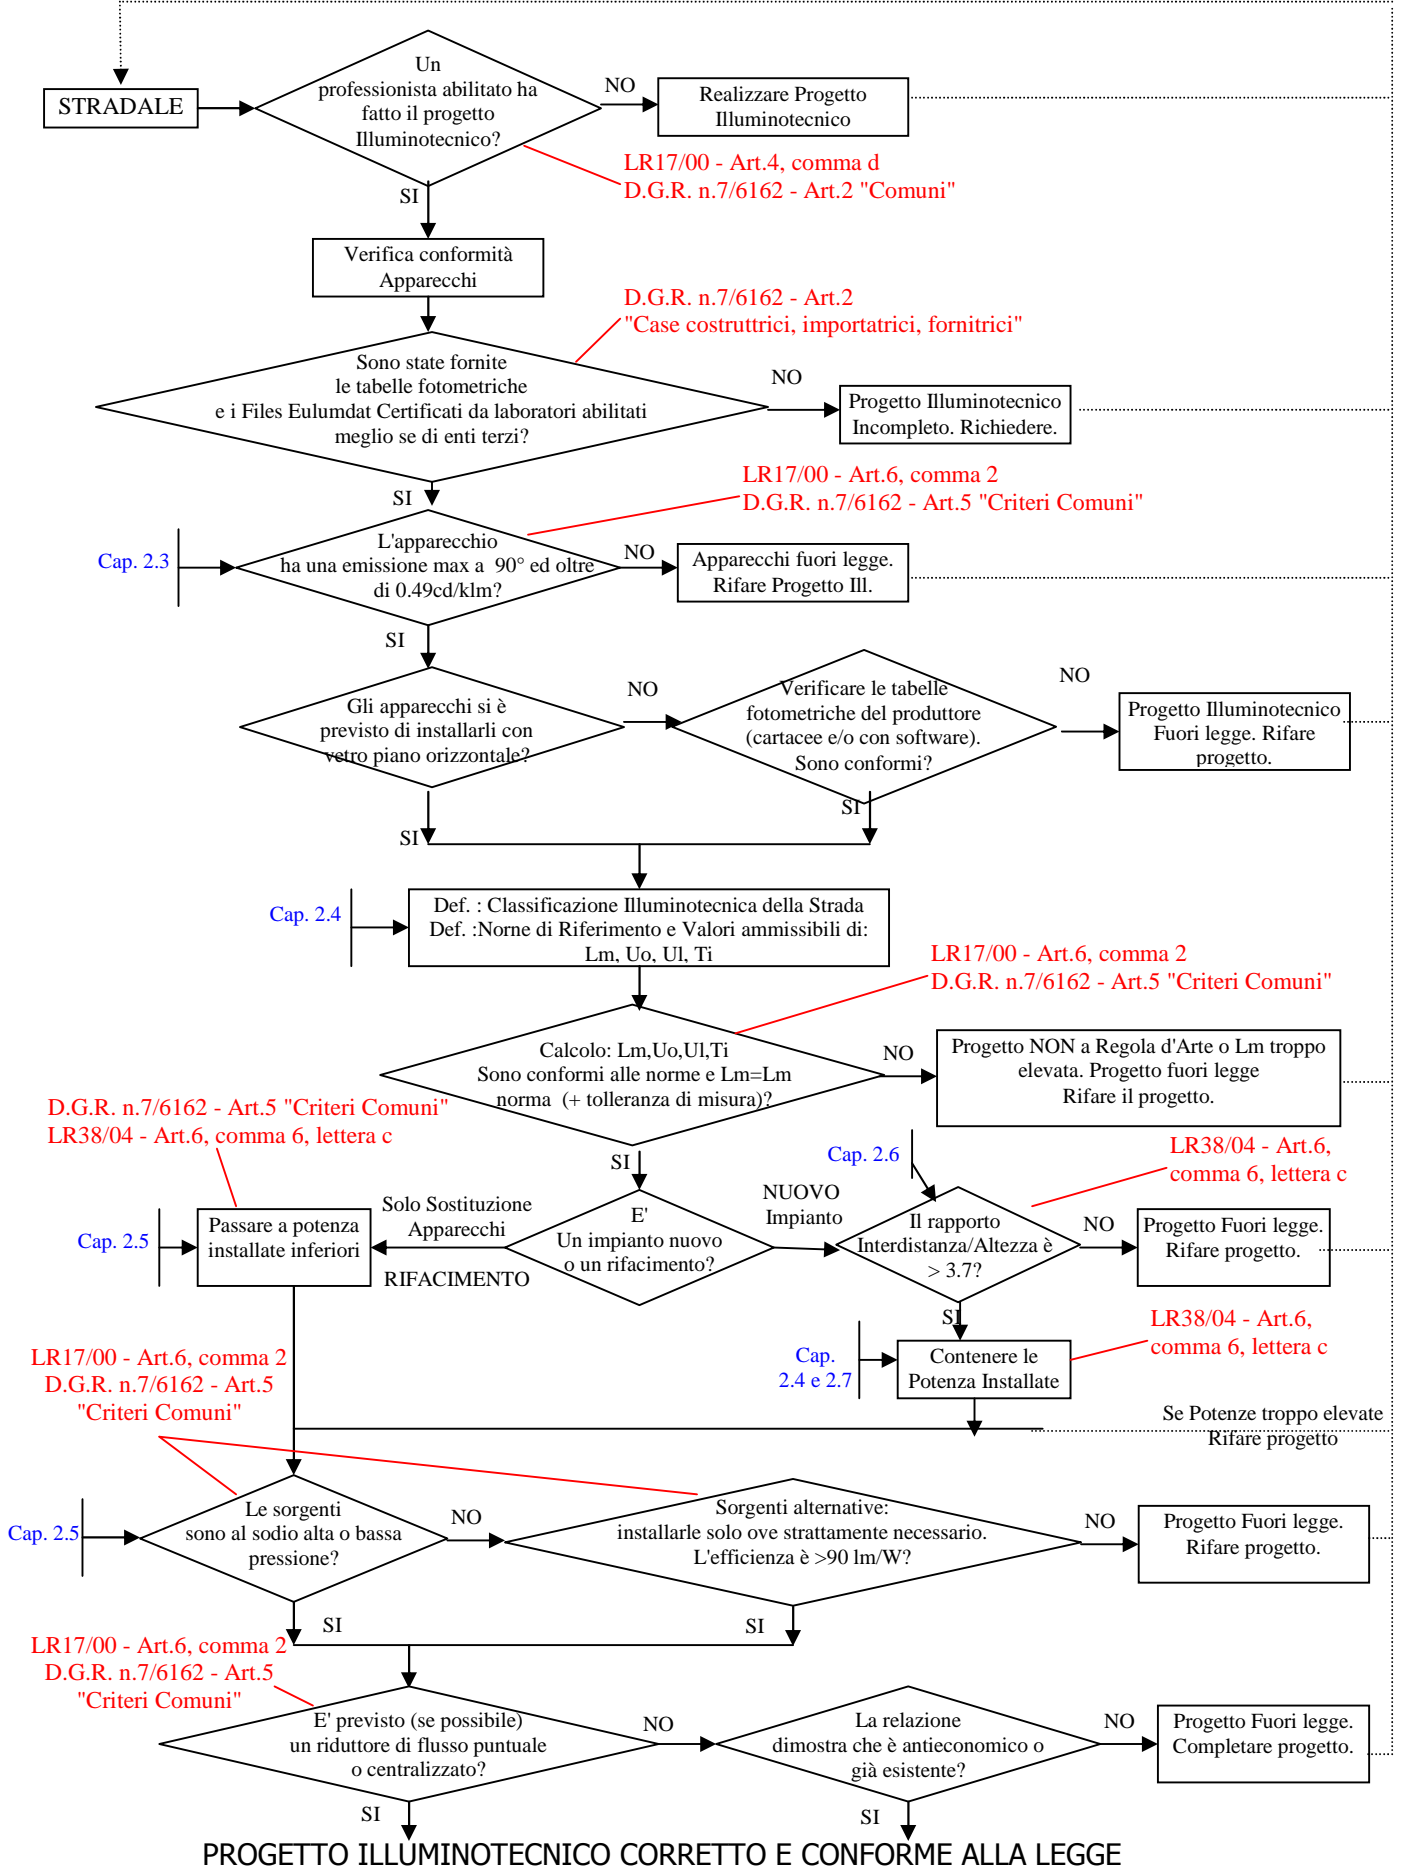 Un
professionista abilitato ha
fatto il progetto
Illuminotecnico?
STRADALE
NO
Realizzare Progetto
Illuminotecnico
LR17/00 - Art.4, comma d
D.G.R. n.7/6162 - Art.2 "Comuni"
SI
Verifica conformità
Apparecchi
D.G.R. n.7/6162 - Art.2
"Case costruttrici, importatrici, fornitrici"
Sono state fornite
le tabelle fotometriche
e i Files Eulumdat Certificati da laboratori abilitati
meglio se di enti terzi?
NO
Progetto Illuminotecnico
Incompleto. Richiedere.
LR17/00 - Art.6, comma 2
D.G.R. n.7/6162 - Art.5 "Criteri Comuni"
SI
Cap. 2.3
L'apparecchio
ha una emissione max a 90° ed oltre
di 0.49cd/klm?
NO
Apparecchi fuori legge.
Rifare Progetto Ill.
SI
Gli apparecchi si è
previsto di installarli con
vetro piano orizzontale?
NO
Verificare le tabelle
fotometriche del produttore
(cartacee e/o con software).
Sono conformi?
NO
Progetto Illuminotecnico
Fuori legge. Rifare
progetto.
SI
SI
Cap. 2.4
Def. : Classificazione Illuminotecnica della Strada
Def. :Norne di Riferimento e Valori ammissibili di:
Lm, Uo, Ul, Ti
LR17/00 - Art.6, comma 2
D.G.R. n.7/6162 - Art.5 "Criteri Comuni"
Calcolo: Lm,Uo,Ul,Ti
Sono conformi alle norme e Lm=Lm
norma (+ tolleranza di misura)?
NO
Progetto NON a Regola d'Arte o Lm troppo
elevata. Progetto fuori legge
Rifare il progetto.
D.G.R. n.7/6162 - Art.5 "Criteri Comuni"
LR38/04 - Art.6, comma 6, lettera c
SI
Cap. 2.6
LR38/04 - Art.6,
comma 6, lettera c
Cap. 2.5
Passare a potenza
installate inferiori
Solo Sostituzione
Apparecchi
RIFACIMENTO
E'
Un impianto nuovo
o un rifacimento?
NUOVO
Impianto
Il rapporto
Interdistanza/Altezza è
> 3.7?
NO
Progetto Fuori legge.
Rifare progetto.
SI
LR38/04 - Art.6,
comma 6, lettera c
Cap.
2.4 e 2.7
Contenere le
Potenza Installate
LR17/00 - Art.6, comma 2
D.G.R. n.7/6162 - Art.5
"Criteri Comuni"
Se Potenze troppo elevate
Rifare progetto
Cap. 2.5
Le sorgenti
sono al sodio alta o bassa
pressione?
NO
Sorgenti alternative:
installarle solo ove strattamente necessario.
L'efficienza è >90 lm/W?
NO
Progetto Fuori legge.
Rifare progetto.
SI
SI
LR17/00 - Art.6, comma 2
D.G.R. n.7/6162 - Art.5
"Criteri Comuni"
E' previsto (se possibile)
un riduttore di flusso puntuale
o centralizzato?
NO
La relazione
dimostra che è antieconomico o
già esistente?
NO
Progetto Fuori legge.
Completare progetto.
SI
SI
PROGETTO ILLUMINOTECNICO CORRETTO E CONFORME ALLA LEGGE